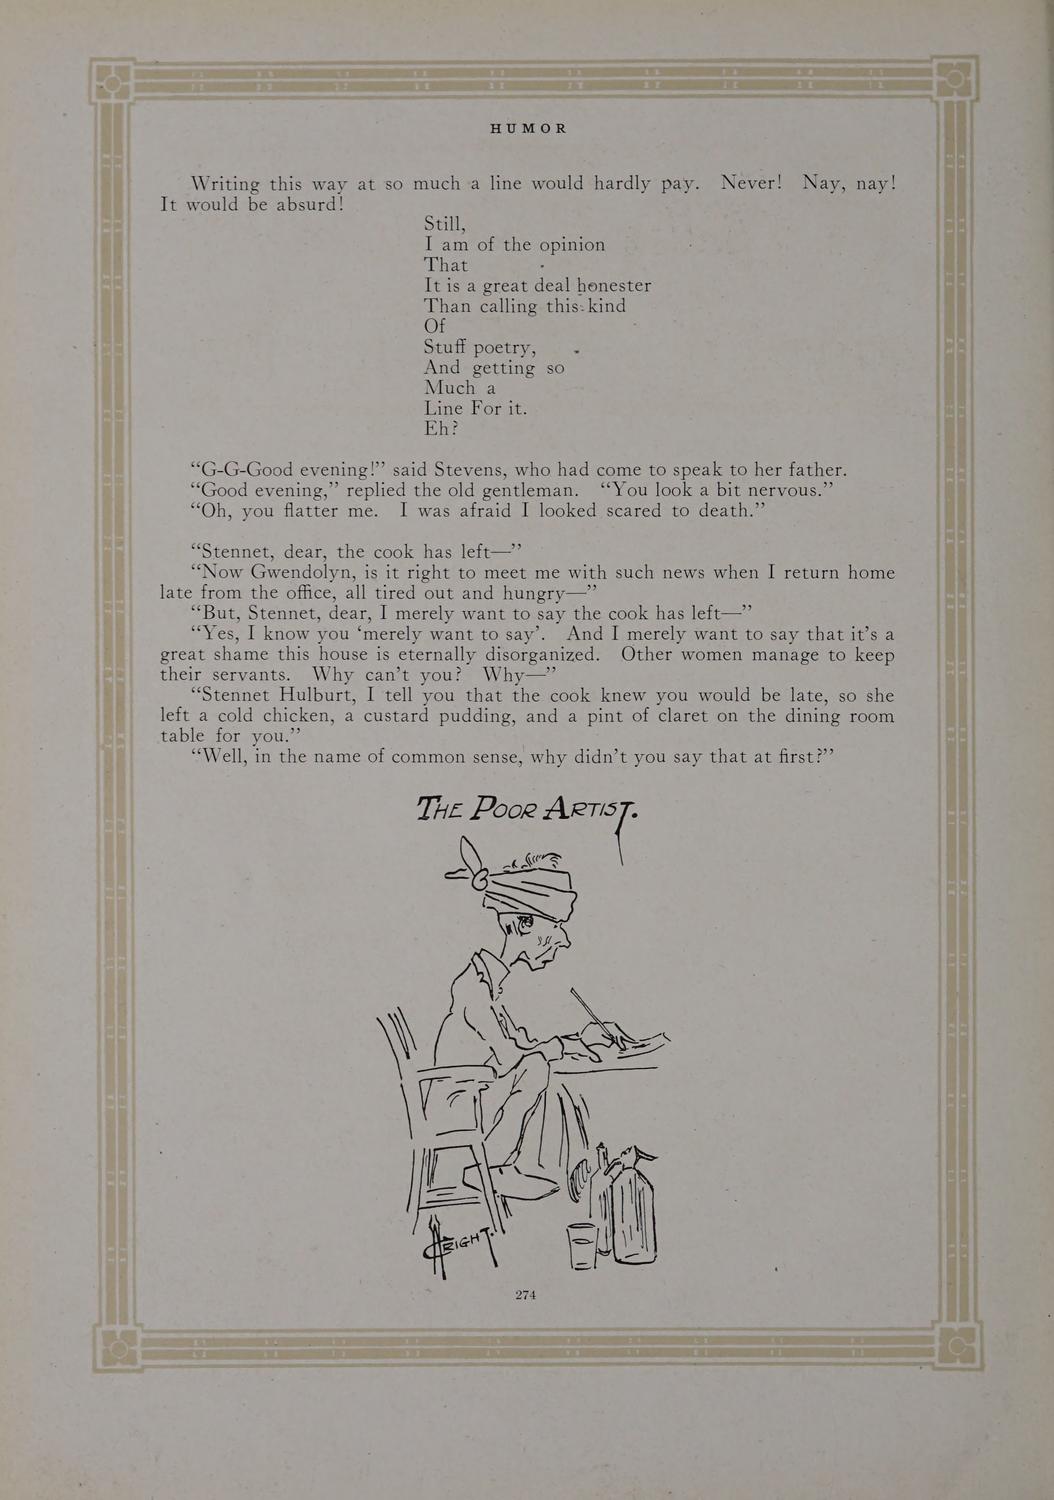 HUMOR
Writing this way at so much a line would hardly pay. Never! Nay, nay!
It would be absurd!
Still,
I am of the opinion
That
It is a great deal honester
Than calling this kind
Of
Stuff poetry,
And getting so
Much a
Line For it.
Eh?
“G-G-Good evening!” said Stevens, who had come to speak to her father.
“Good evening,” replied the old gentleman. “You look a bit nervous.”
“Oh, you flatter me. I was afraid I looked scared to death.”
“Stennet, dear, the cook has left—”
“Now Gwendolyn, is it right to meet me with such news when I return home
late from the office, all tired out and hungry—”
“But, Stennet, dear, I merely want to say the cook has left—”
“Yes, I know you ‘merely want to say’. And I merely want to say that it’s a
great shame this house is eternally disorganized. Other women manage to keep
their servants. Why can’t you? Why—”
“Stennet Hulburt, I tell you that the cook knew you would be late, so she
left a cold chicken, a custard pudding, and a pint of claret on the dining room
table for you.”
“Well, in the name of common sense, why didn’t you say that at first?”
THE POOR ARTIST.
274